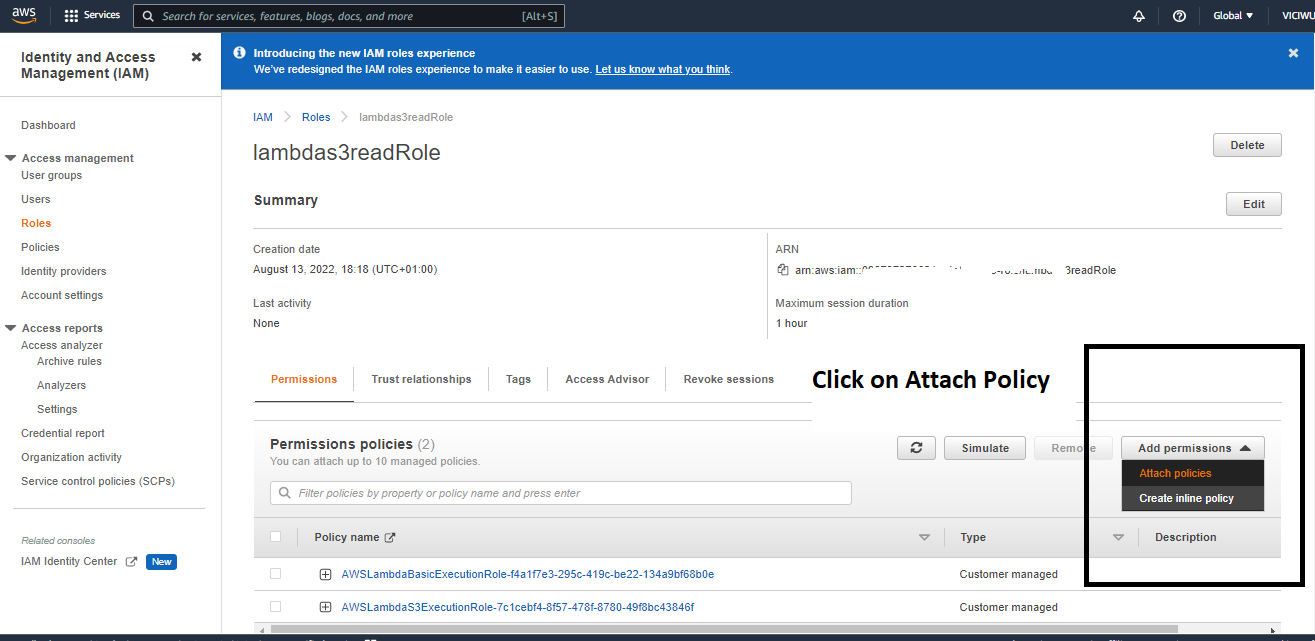 aws
Services
Search for services, features, blogs, docs, and more
[Alt+S]
Global
VICIWU
Identity and Access Management (IAM)
Dashboard
Access management
User groups
Users
Roles
Policies
Identity providers
Account settings
Access reports
Access analyzer
Archive rules
Analyzers
Settings
Credential report
Organization activity
Service control policies (SCPs)
Related consoles
IAM Identity Center
New
Introducing the new IAM roles experience
We've redesigned the IAM roles experience to make it easier to use. Let us know what you think.
IAM
Roles
lambdas3readRole
lambdas3readRole
Delete
Summary
Edit
Creation date
August 13, 2022, 18:18 (UTC+01:00)
Last activity
None
ARN
arn:aws:iam::
3readRole
Maximum session duration
1 hour
Permissions
Trust relationships
Tags
Access Advisor
Revoke sessions
Click on Attach Policy
Permissions policies (2)
You can attach up to 10 managed policies.
Simulate
Remove
Add permissions
Attach policies
Create inline policy
Filter policies by property or policy name and press enter
Policy name
Type
Description
AWSLambdaBasicExecutionRole-f4a1f7e3-295c-419c-be22-134a9bf68b0e
Customer managed
AWSLambdaS3ExecutionRole-7c1cebf4-8f57-478f-8780-49f8bc43846f
Customer managed